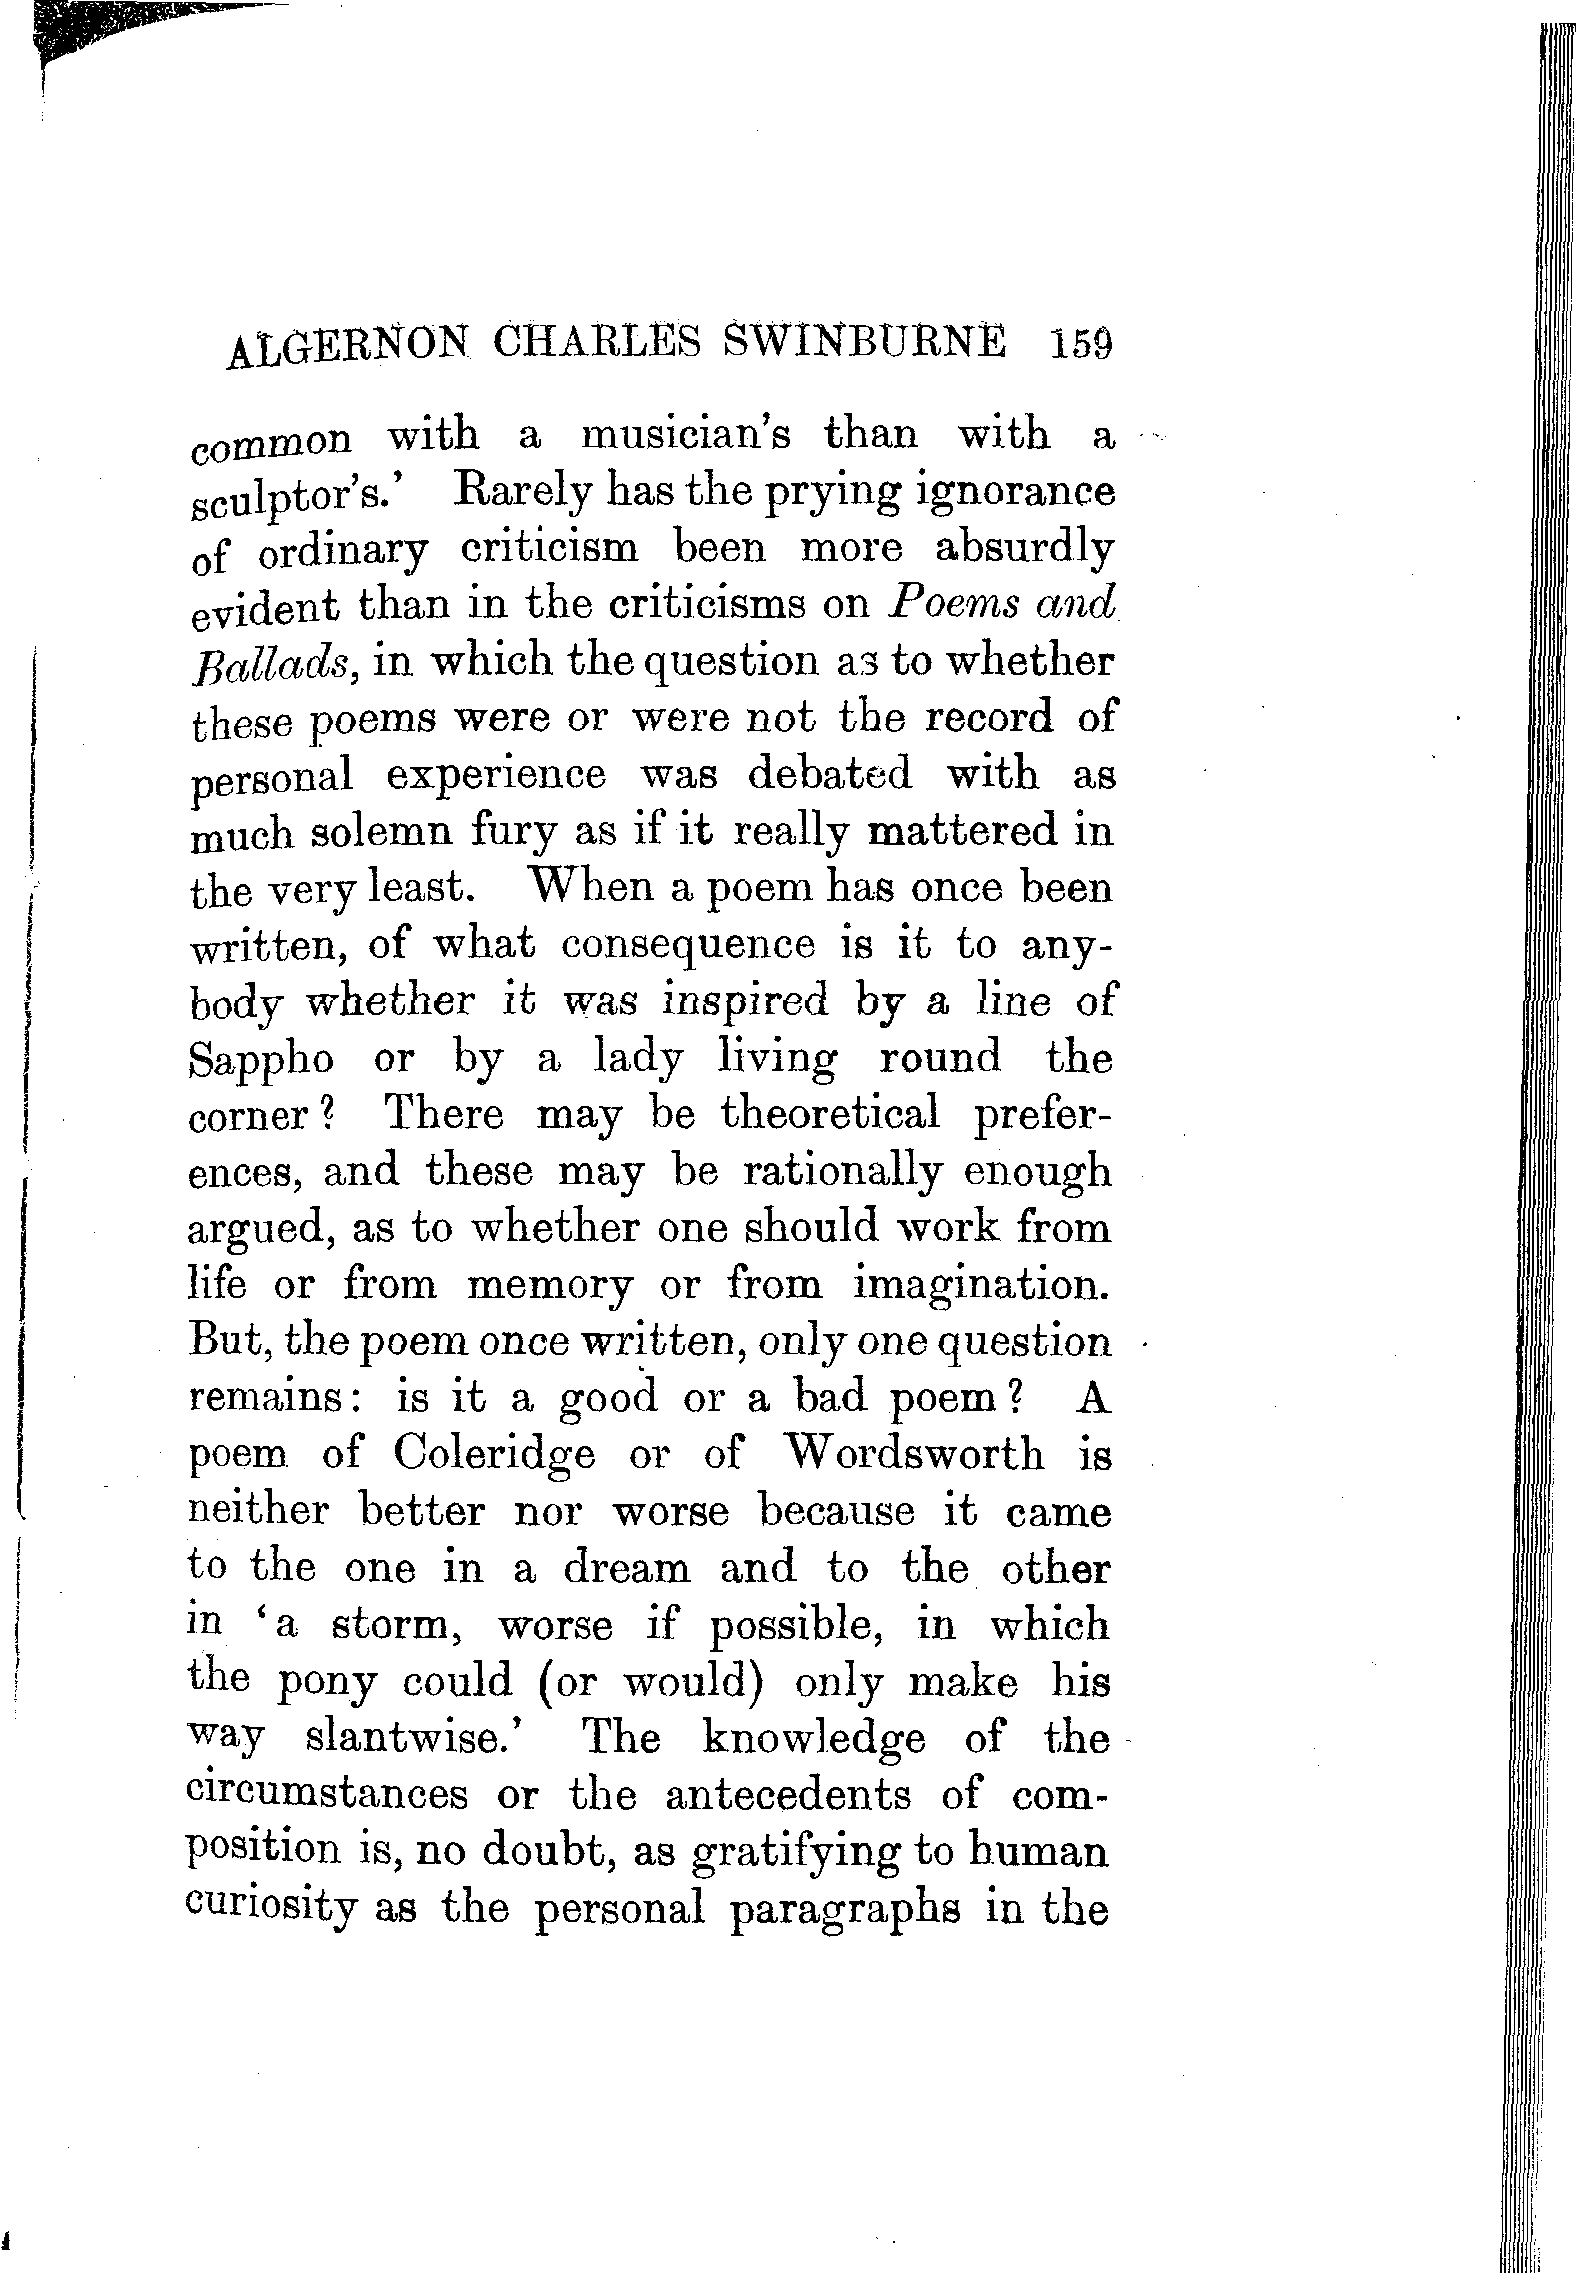 ALGERNON CHARLES SWINBURNE 159
common with a musician's than with a
sculptor's.' Rarely has the prying ignorance
of ordinary criticism been more absurdly
evident than in the criticisms on Poems and
Ballads, in which the question as to whether
these poems were or were not the record of
personal experience was debated with as
much solemn fury as if it really mattered in
the very least. When a poem has once been
written, of what consequence is it to any-
body whether it was inspired by a line of
Sappho or by a lady living round the
corner? There may be theoretical prefer-
ences, and these may be rationally enough
argued, as to whether one should work from
life or from memory or from imagination.
But, the poem once written, only one question
remains: is it a good or a bad poem? A
poem of Coleridge or of Wordsworth is
neither better nor worse because it came
to the one in a dream and to the other
in 'a storm, worse if possible, in which
the pony could (or would) only make his
way slantwise.' The knowledge of the
circumstances or the antecedents of com-
position is, no doubt, as gratifying to human
curiosity as the personal paragraphs in the